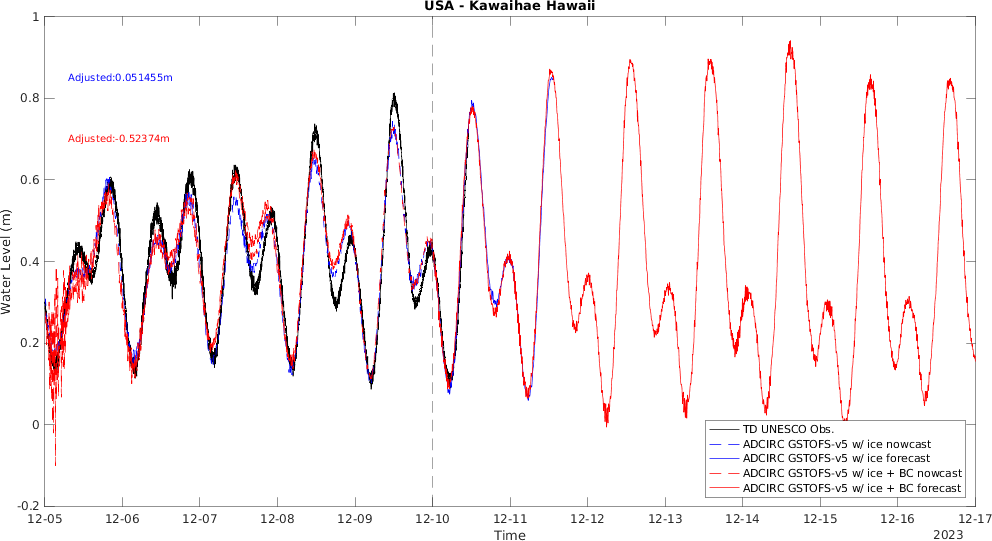 USA - Kawaihae Hawaii
1
Adjusted:0.051455m
0.8
Adjusted:-0.52374m
0.6
Water Level (m)
0.4
0.2
0
-0.2
TD UNESCO Obs.
ADCIRC GSTOFS-v5 w/ ice nowcast
ADCIRC GSTOFS-v5 w/ ice forecast
ADCIRC GSTOFS-v5 w/ ice + BC nowcast
ADCIRC GSTOFS-v5 w/ ice + BC forecast
12-05 12-06 12-07 12-08 12-09 12-10 12-11 12-12 12-13 12-14 12-15 12-16 12-17
Time
2023